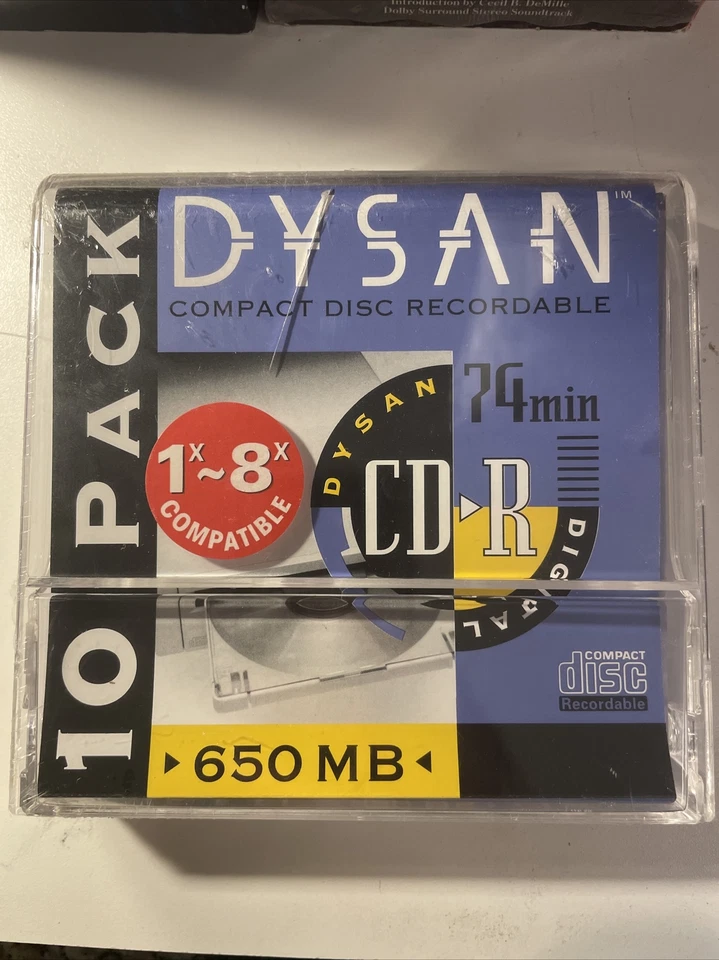 Introduction by Cecil B. DeMille
Dolby Surround Stereo Soundtrack
10 PACK
DYSAN™
COMPACT DISC RECORDABLE
74min
1X~8X
COMPATIBLE
DYSAN
CD R
DIGITAL
COMPACT
disc
Recordable
650 MB